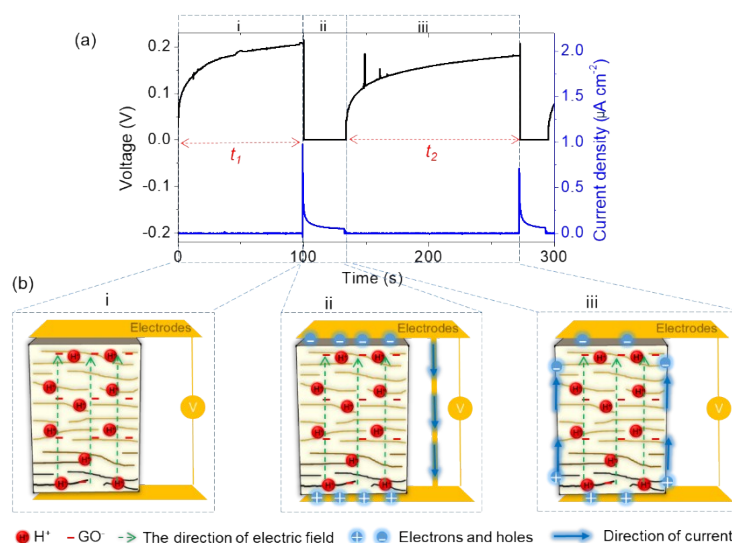 (a)
i
ii
iii
0.2
0.1
0.0
-0.1
-0.2
Voltage (V)
t1
t2
2.0
1.5
1.0
0.5
0.0
Current density (μA cm-2)
0
100
200
300
Time (s)
(b)
i
ii
iii
Electrodes
Electrodes
Electrodes
H+
H+
H+
H+
H+
H+
H+
H+
H+
H+
V
H+
H+
H+
H+
H+
H+
H+
H+
H+
H+
V
H+
H+
H+
H+
H+
H+
H+
H+
H+
H+
V
H+ H+ - GO- The direction of electric field + - Electrons and holes Direction of current